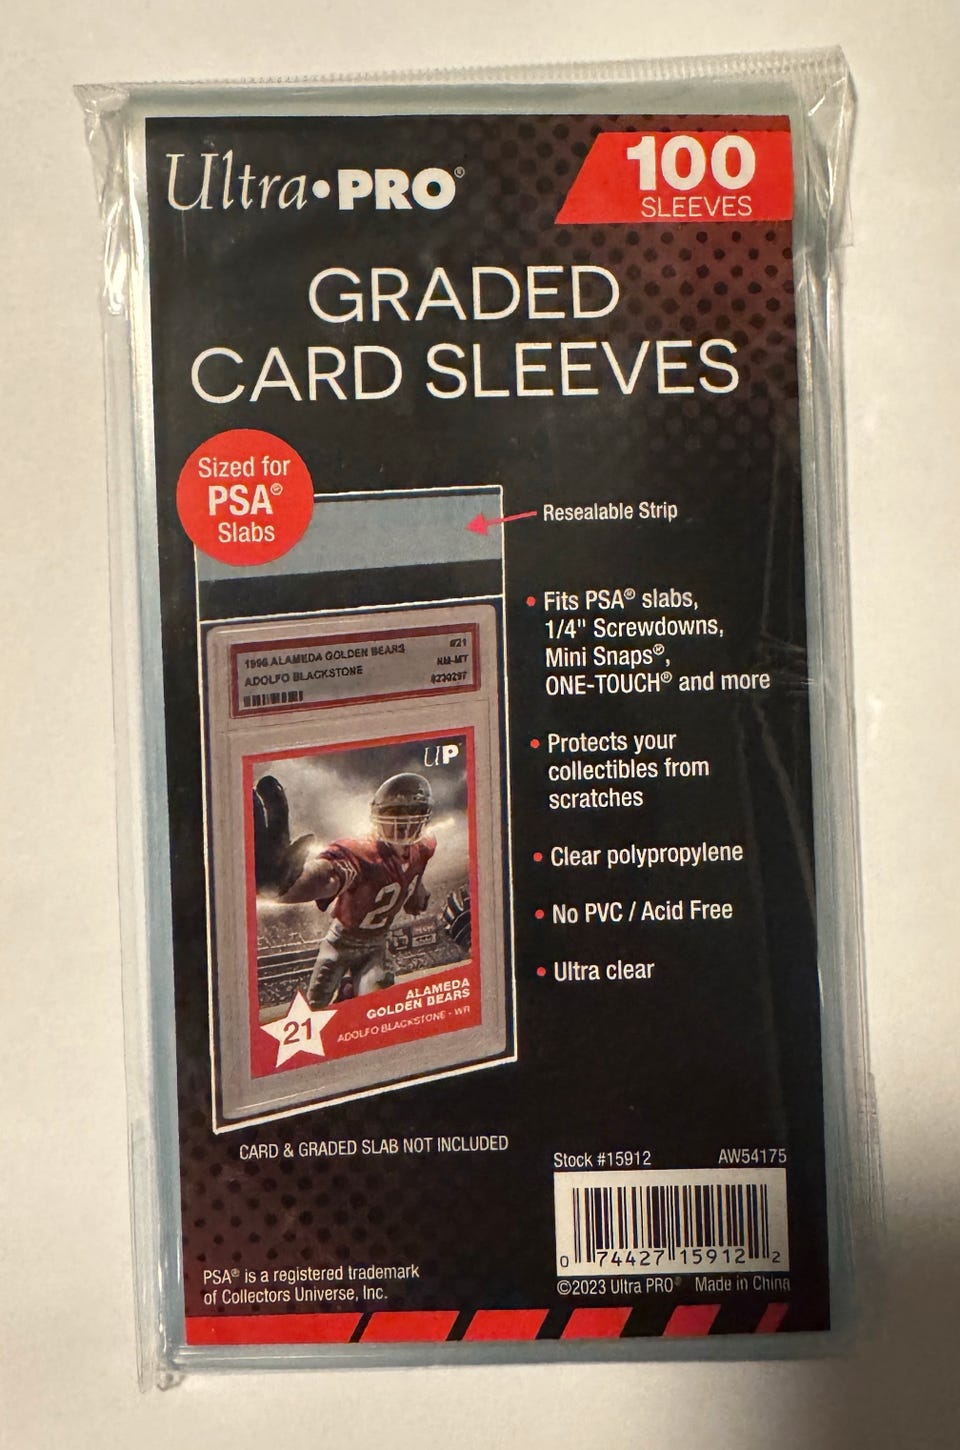 Ultra•PRO®
100
SLEEVES
GRADED
CARD SLEEVES
Sized for
PSA®
Slabs
Resealable Strip
1996 ALAMEDA GOLDEN BEARS #21
ADOLFO BLACKSTONE NM-MT
8230297
UP
21
ALAMEDA
GOLDEN BEARS
ADOLFO BLACKSTONE - WR
21
• Fits PSA® slabs,
1/4" Screwdowns,
Mini Snaps®,
ONE-TOUCH® and more
• Protects your
collectibles from
scratches
• Clear polypropylene
• No PVC / Acid Free
• Ultra clear
CARD & GRADED SLAB NOT INCLUDED
Stock #15912 AW54175
0 74427 15912 2
©2023 Ultra PRO® Made in China
PSA® is a registered trademark
of Collectors Universe, Inc.